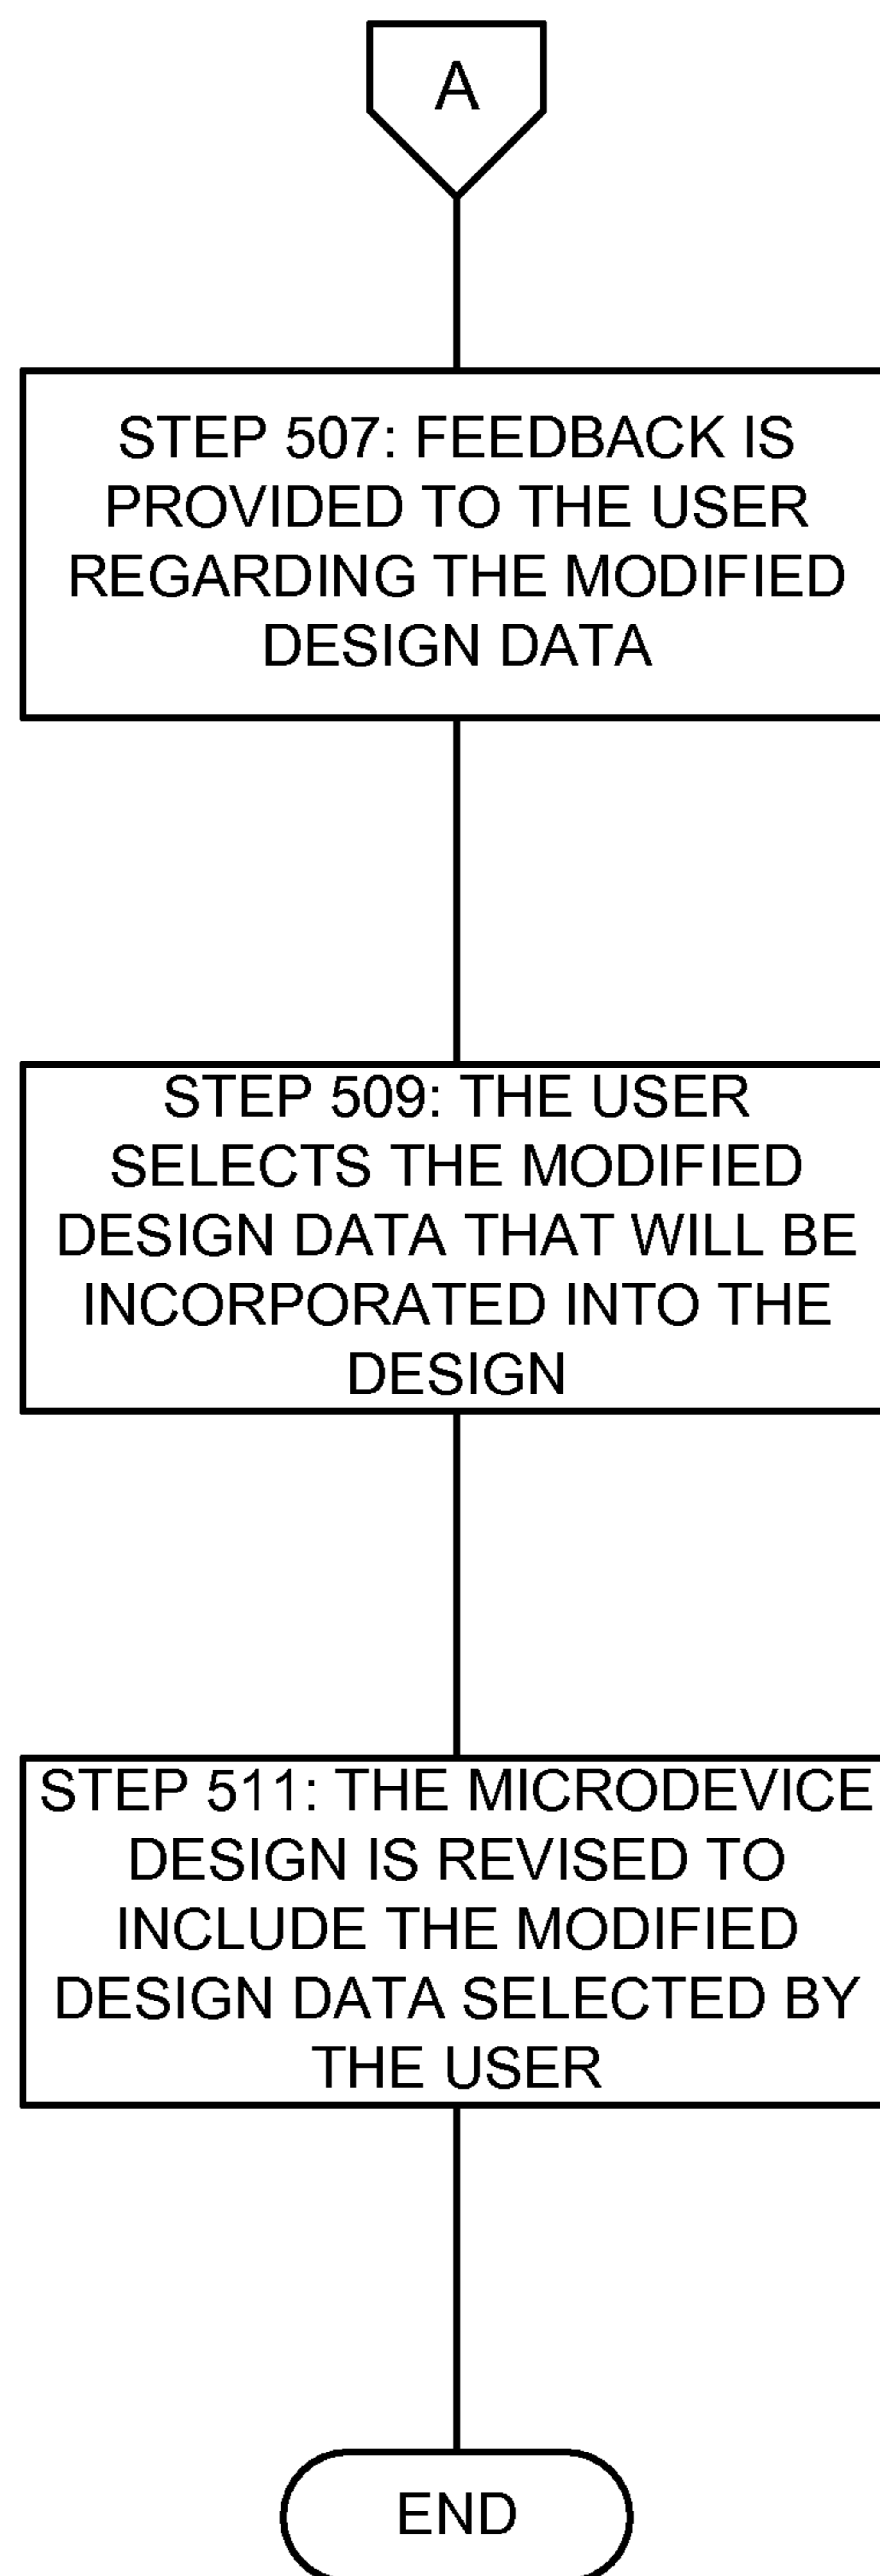 A
STEP 507: FEEDBACK IS
PROVIDED TO THE USER
REGARDING THE MODIFIED
DESIGN DATA
STEP 509: THE USER
SELECTS THE MODIFIED
DESIGN DATA THAT WILL BE
INCORPORATED INTO THE
DESIGN
STEP 511: THE MICRODEVICE
DESIGN IS REVISED TO
INCLUDE THE MODIFIED
DESIGN DATA SELECTED BY
THE USER
END